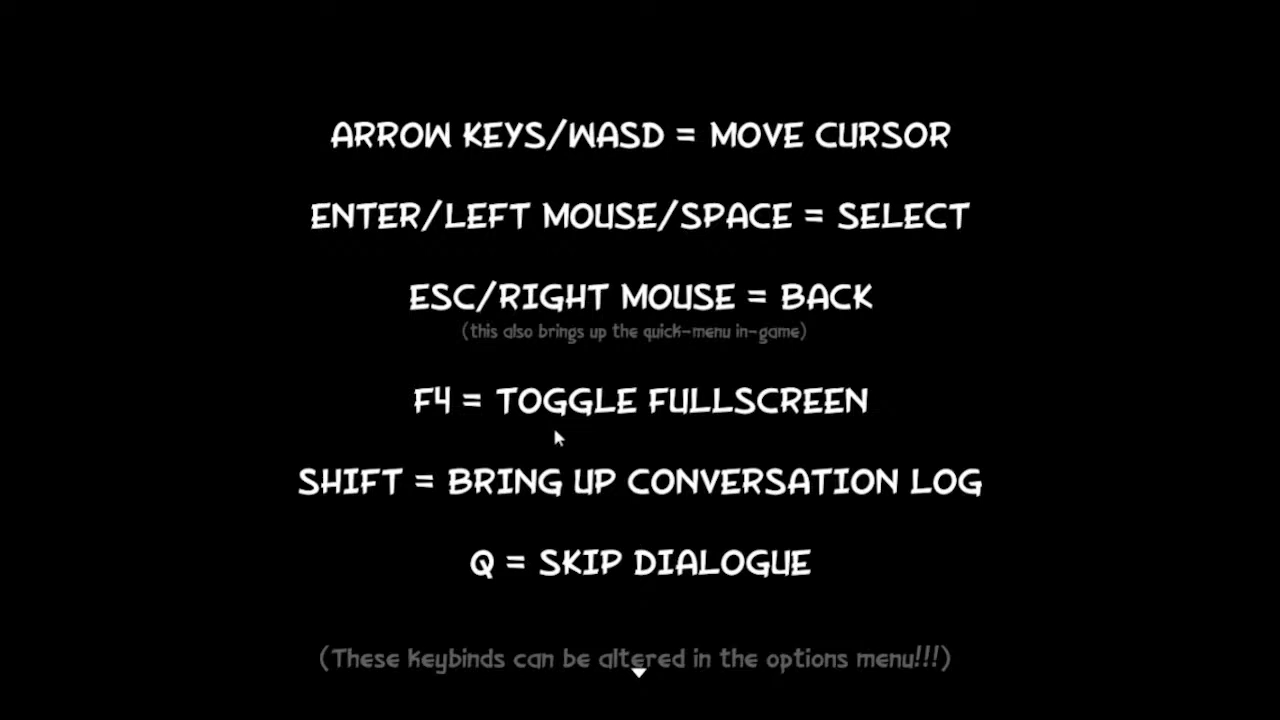 ARROW KEYS/WASD = MOVE CURSOR
ENTER/LEFT MOUSE/SPACE = SELECT
ESC/RIGHT MOUSE = BACK
(this also brings up the quick-menu in-game)
F4 = TOGGLE FULLSCREEN
SHIFT = BRING UP CONVERSATION LOG
Q = SKIP DIALOGUE
(These keybinds can be altered in the options menu!!!)